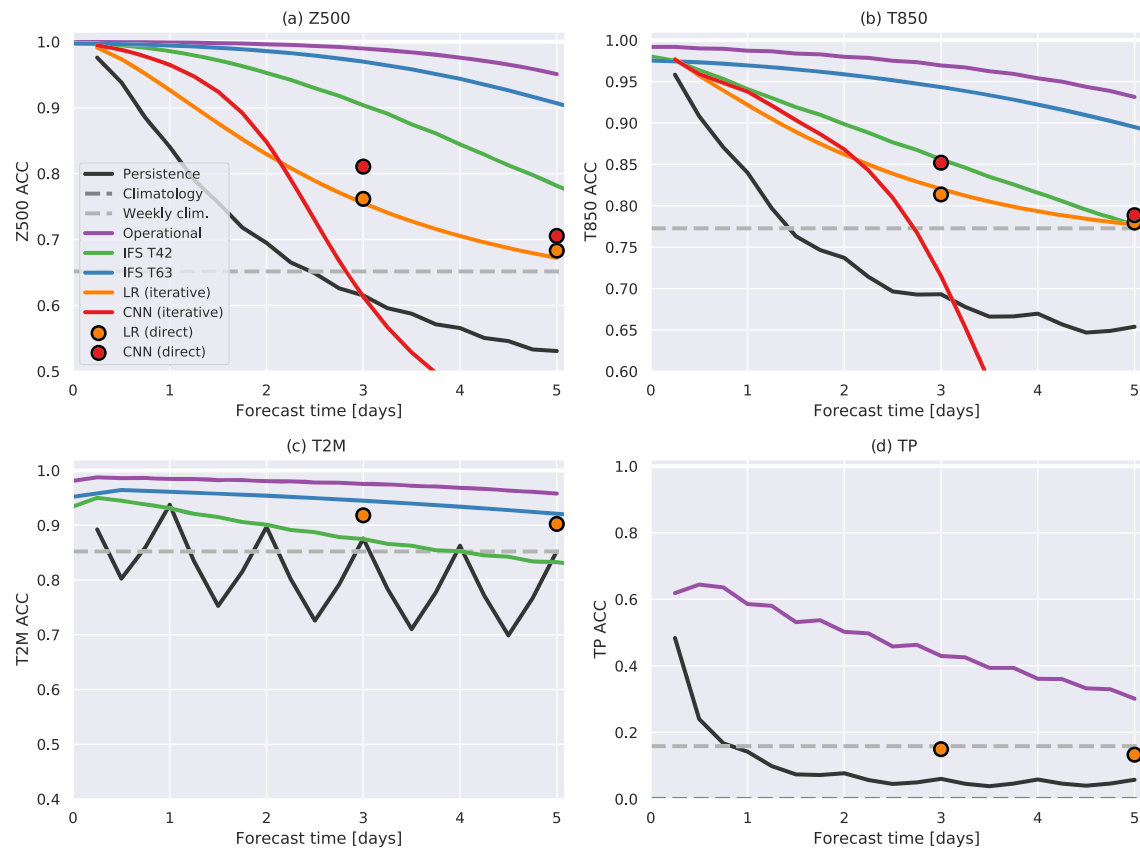 (a) Z500
1.0
0.9
0.8
0.7
0.6
0.5
Z500 ACC
Persistence
Climatology
Weekly clim.
Operational
IFS T42
IFS T63
LR (iterative)
CNN (iterative)
LR (direct)
CNN (direct)
0 1 2 3 4 5
Forecast time [days]
(b) T850
1.00
0.95
0.90
0.85
0.80
0.75
0.70
0.65
0.60
T850 ACC
0 1 2 3 4 5
Forecast time [days]
(c) T2M
1.0
0.9
0.8
0.7
0.6
0.5
0.4
T2M ACC
0 1 2 3 4 5
Forecast time [days]
(d) TP
1.0
0.8
0.6
0.4
0.2
0.0
TP ACC
0 1 2 3 4 5
Forecast time [days]